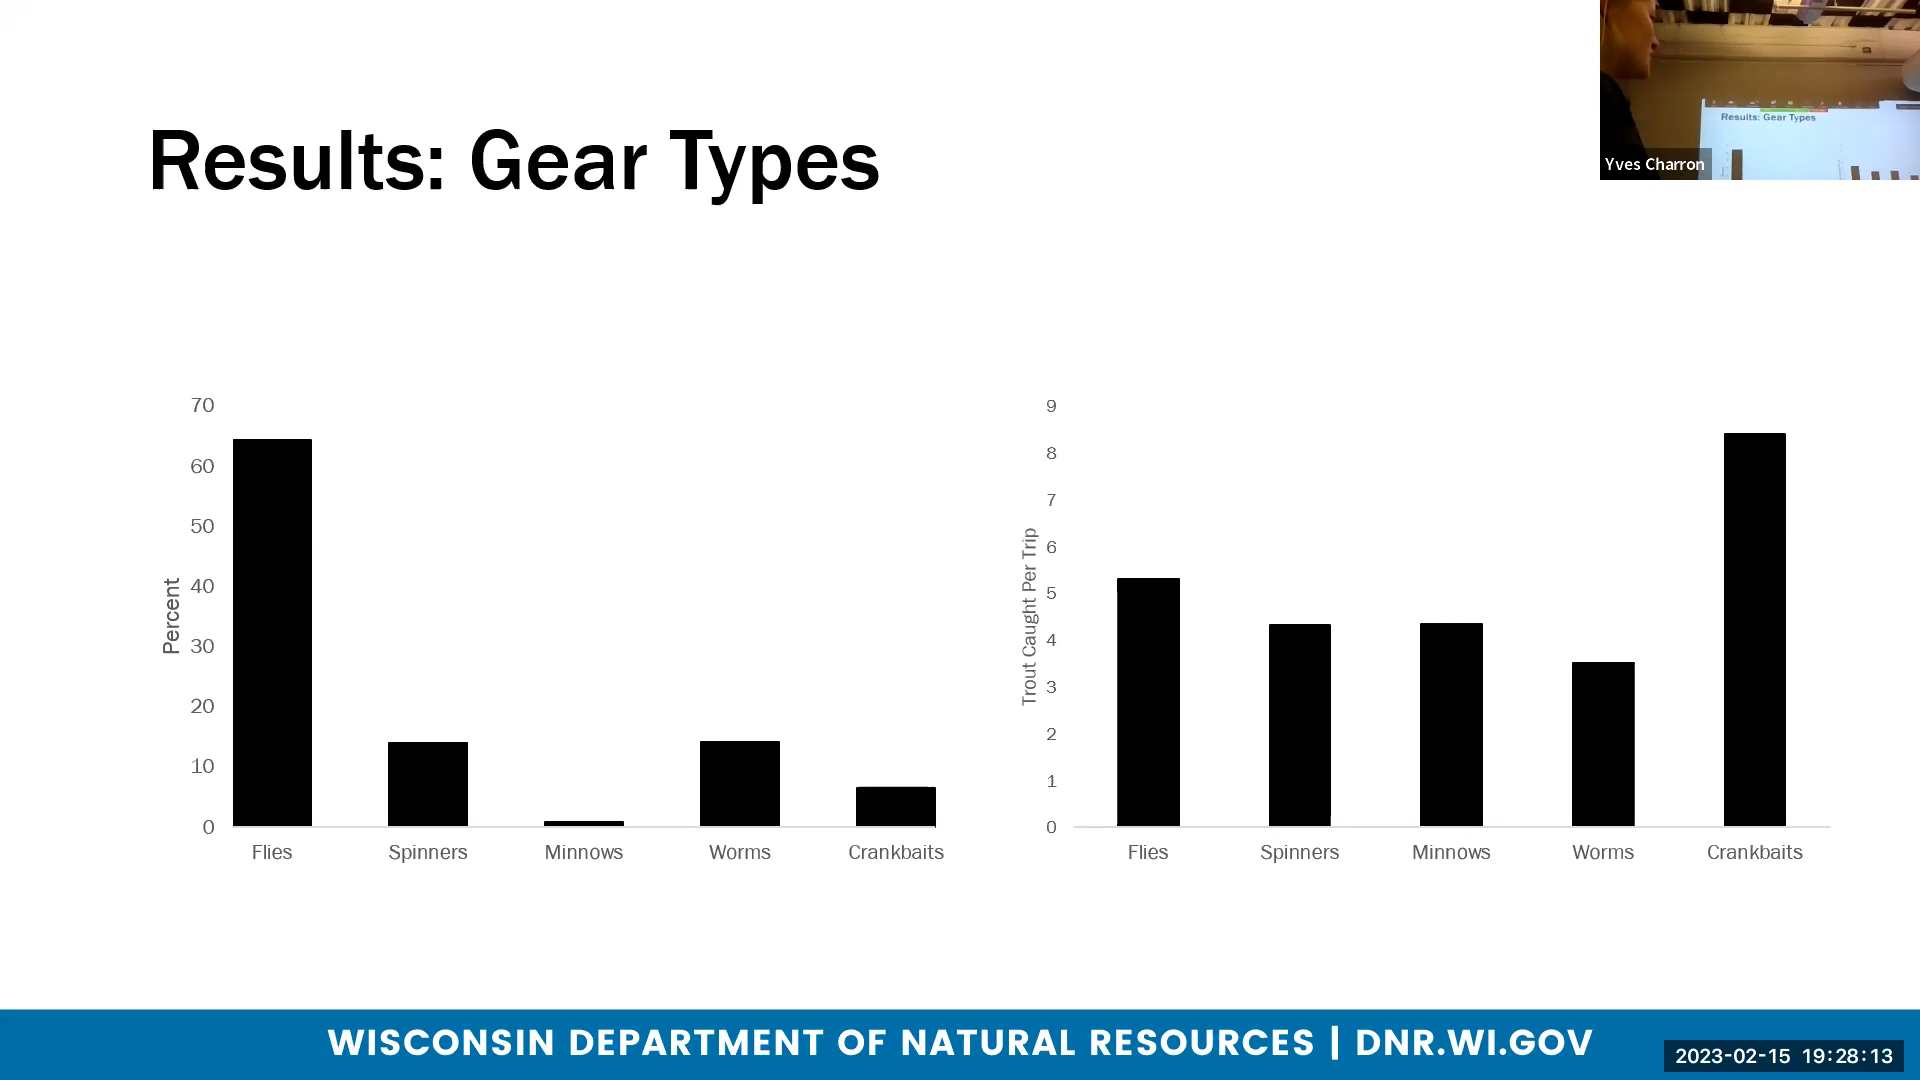 Results: Gear Types
Results: Gear Types
Yves Charron
70
60
50
40
30
20
10
0
Percent
Flies Spinners Minnows Worms Crankbaits
9
8
7
6
5
4
3
2
1
0
Trout Caught Per Trip
Flies Spinners Minnows Worms Crankbaits
WISCONSIN DEPARTMENT OF NATURAL RESOURCES | DNR.WI.GOV
2023-02-15 19:28:13